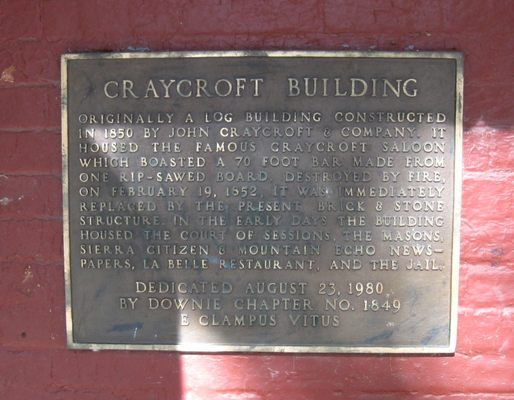 CRAYCROFT BUILDING
ORIGINALLY A LOG BUILDING CONSTRUCTED
IN 1850 BY JOHN CRAYCROFT & COMPANY. IT
HOUSED THE FAMOUS CRAYCROFT SALOON
WHICH BOASTED A 70 FOOT BAR MADE FROM
ONE RIP-SAWED BOARD. DESTROYED BY FIRE,
ON FEBRUARY 19, 1852, IT WAS IMMEDIATELY
REPLACED BY THE PRESENT BRICK & STONE
STRUCTURE. IN THE EARLY DAYS THE BUILDING
HOUSED THE COURT OF SESSIONS, THE MASONS,
SIERRA CITIZEN & MOUNTAIN ECHO NEWS-
PAPERS, LA BELLE RESTAURANT, AND THE JAIL.
DEDICATED AUGUST 23, 1980
BY DOWNIE CHAPTER NO. 1849
E CLAMPUS VITUS